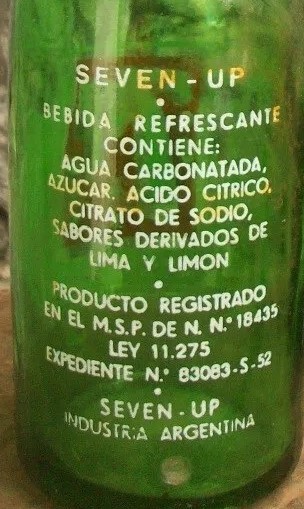 SEVEN-UP
•
BEBIDA REFRESCANTE
CONTIENE:
AGUA CARBONATADA,
AZUCAR. ACIDO CITRICO,
CITRATO DE SODIO,
SABORES DERIVADOS DE
LIMA Y LIMON
•
PRODUCTO REGISTRADO
EN EL M.S.P. DE N. N.º 18435
LEY 11.275
EXPEDIENTE N.º 83083-S-52
•
SEVEN-UP
INDUSTRIA ARGENTINA